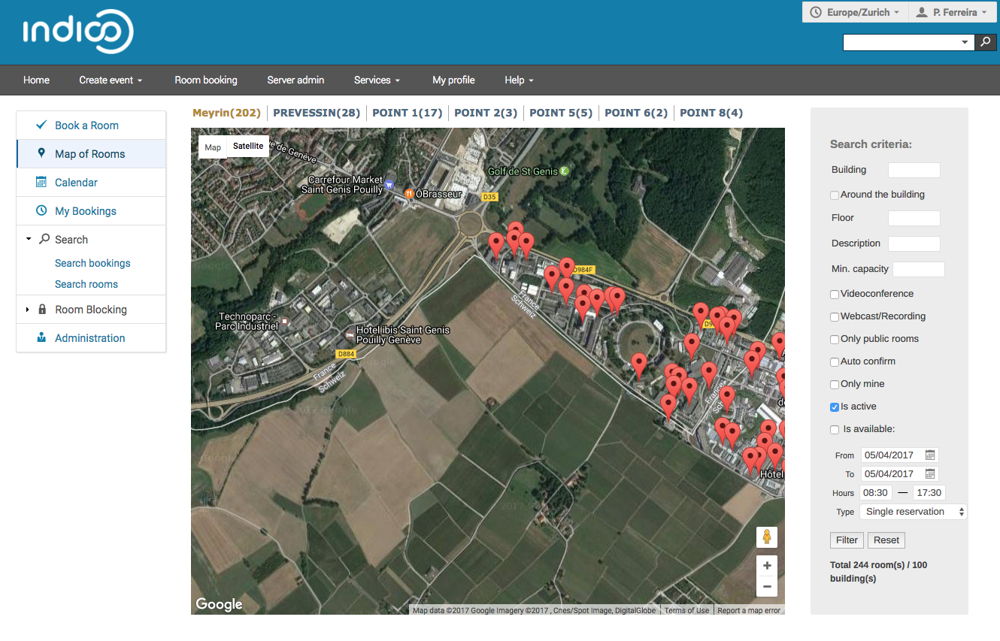 indico
Europe/Zurich
P. Ferreira
Home
Create event
Room booking
Server admin
Services
My profile
Help
Book a Room
Map of Rooms
Calendar
My Bookings
Search
Search bookings
Search rooms
Room Blocking
Administration
Meyrin(202)
PREVESSIN(28)
POINT 1(17)
POINT 2(3)
POINT 5(5)
POINT 6(2)
POINT 8(4)
Map
Satellite
de Genève
Carrefour Market
Saint Genis Pouilly
ÔBrasseur
Golf de St Genis
D35
D984F
France
Schweiz
Technoparc -
Parc Industriel
Hotel ibis Saint Genis
Pouilly Genève
D884
France
Schweiz
France
Hôtel
Google
Map data ©2017 Google Imagery ©2017 , Cnes/Spot Image, DigitalGlobe
Terms of Use
Report a map error
Search criteria:
Building
Around the building
Floor
Description
Min. capacity
Videoconference
Webcast/Recording
Only public rooms
Auto confirm
Only mine
Is active
Is available:
From 05/04/2017
To 05/04/2017
Hours 08:30 — 17:30
Type Single reservation
Filter
Reset
Total 244 room(s) / 100
building(s)